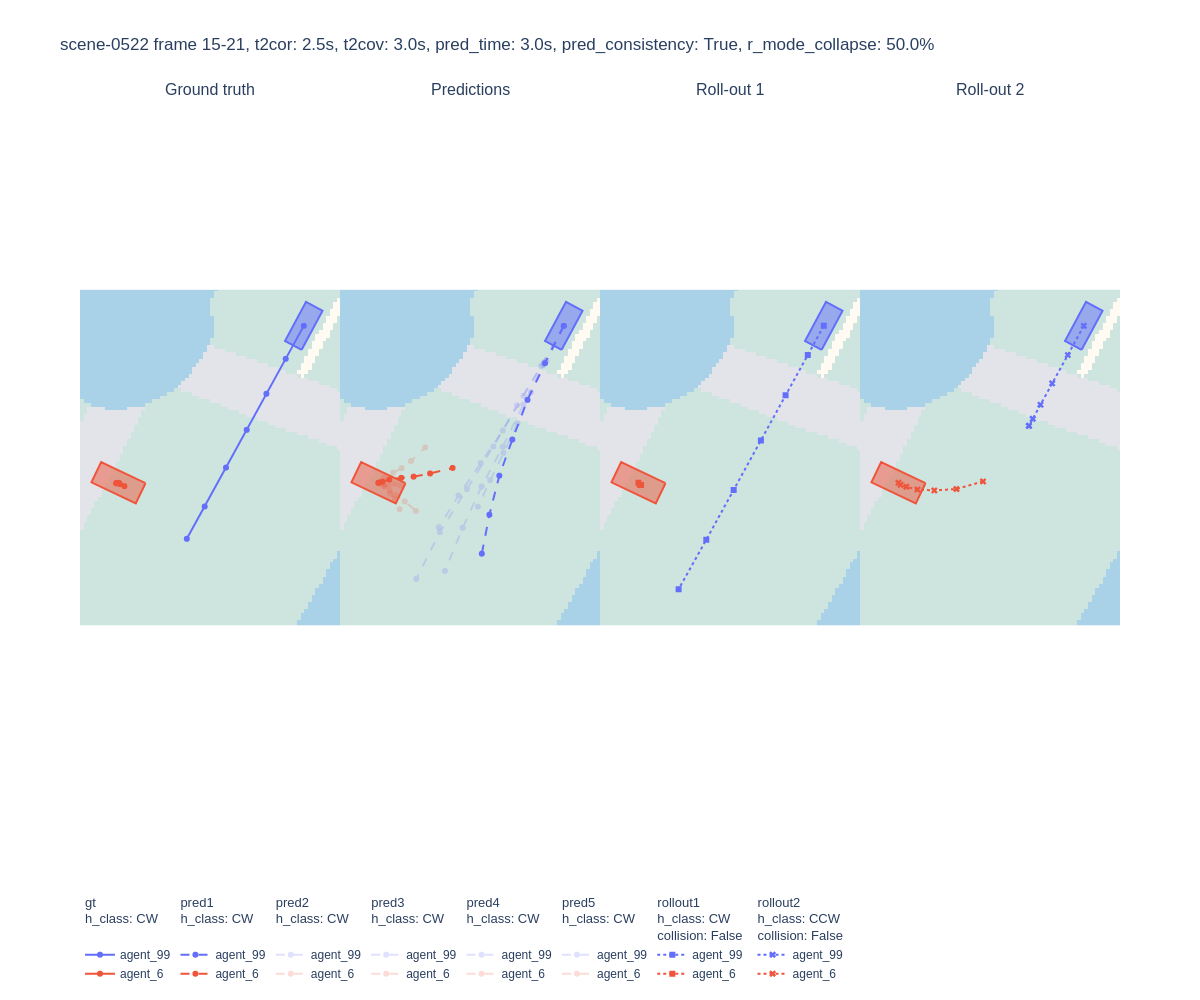 scene-0522 frame 15-21, t2cor: 2.5s, t2cov: 3.0s, pred_time: 3.0s, pred_consistency: True, r_mode_collapse: 50.0%
Ground truth Predictions Roll-out 1 Roll-out 2
gt pred1 pred2 pred3 pred4 pred5 rollout1 rollout2
h_class: CW h_class: CW h_class: CW h_class: CW h_class: CW h_class: CW h_class: CW h_class: CCW
collision: False collision: False
agent_99 agent_99 agent_99 agent_99 agent_99 agent_99 agent_99 agent_99
agent_6 agent_6 agent_6 agent_6 agent_6 agent_6 agent_6 agent_6